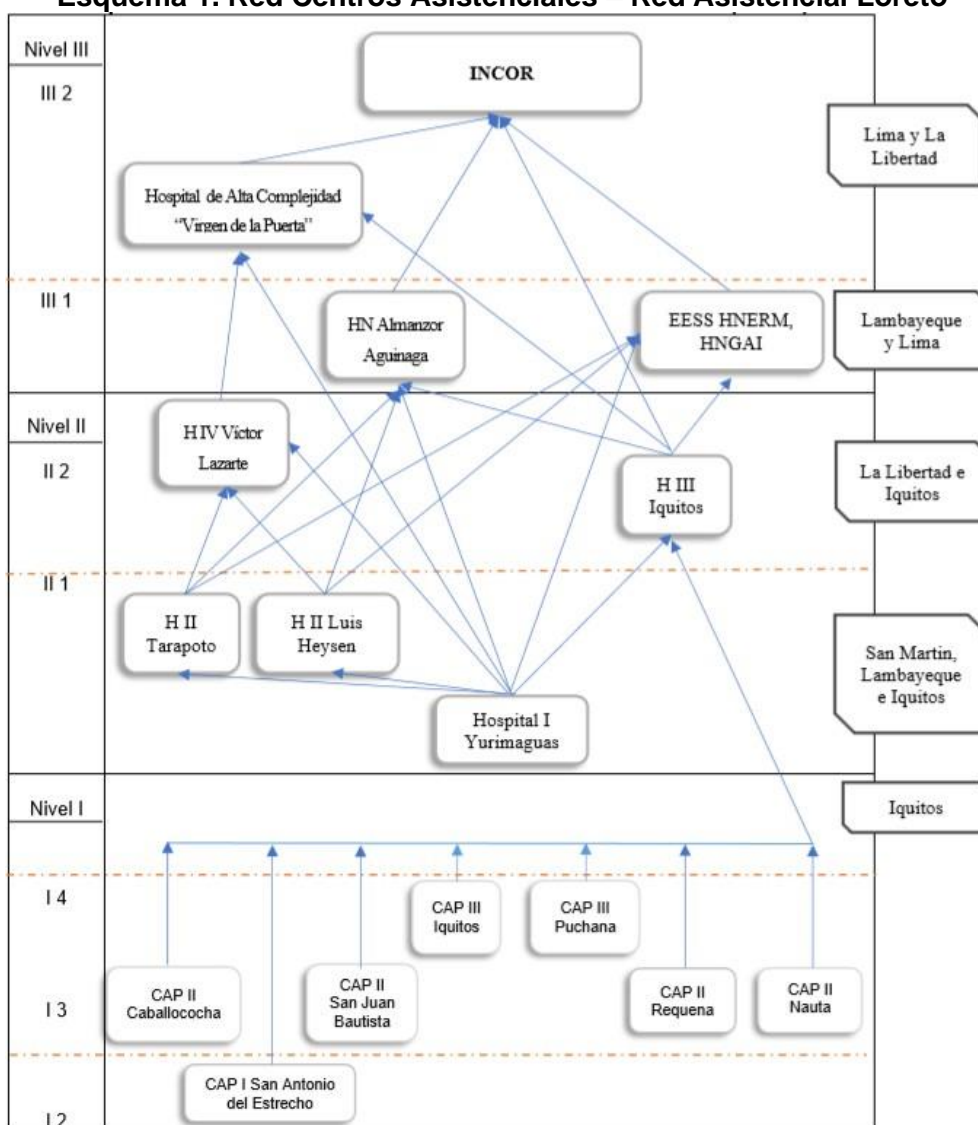 Esquema 1. Red Centros Asistenciales – Red Asistencial Loreto
Nivel III
INCOR
III 2
Lima y La
Libertad
Hospital de Alta Complejidad
“Virgen de la Puerta”
III 1
HN Almanzor
Aguinaga
EESS HNERM,
HNGAI
Lambayeque
y Lima
Nivel II
H IV Víctor
Lazarte
II 2
H III
Iquitos
La Libertad e
Iquitos
II 1
H II
Tarapoto
H II Luis
Heysen
San Martin,
Lambayeque
e Iquitos
Hospital I
Yurimaguas
Nivel I
Iquitos
I 4
CAP III
Iquitos
CAP III
Puchana
CAP II
Caballococha
CAP II
San Juan
Bautista
CAP II
Requena
CAP II
Nauta
I 3
CAP I San Antonio
del Estrecho
I 2